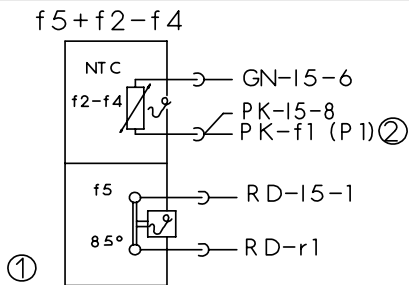 f5+f2-f4
NTC
f2-f4
GN-15-6
PK-15-8
PK-f1 (P1) 2
f5
RD-15-1
85°
RD-r1
1